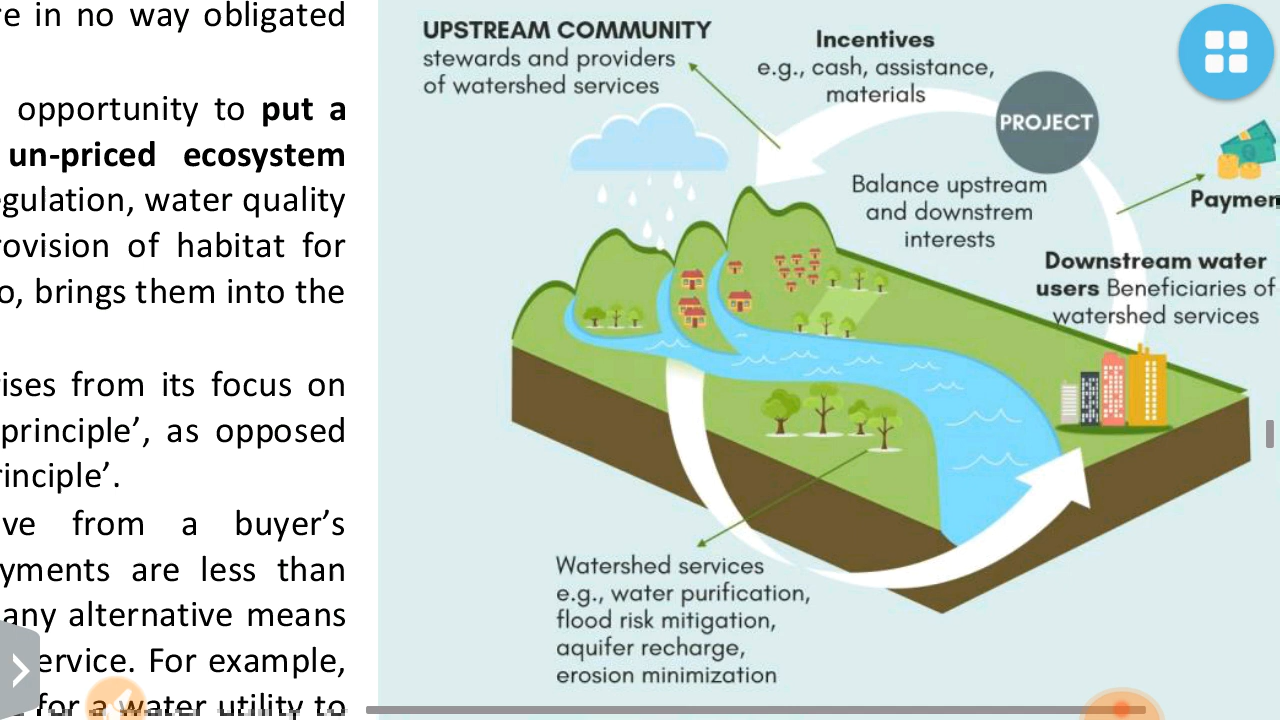 re in no way obligated
opportunity to put a
un-priced ecosystem
egulation, water quality
rovision of habitat for
o, brings them into the
rises from its focus on
principle’, as opposed
rinciple’.
ve from a buyer’s
yments are less than
any alternative means
ervice. For example,
for a water utility to
UPSTREAM COMMUNITY
stewards and providers
of watershed services
Incentives
e.g., cash, assistance,
materials
PROJECT
Balance upstream
and downstrem
interests
Paymen
Downstream water
users Beneficiaries of
watershed services
Watershed services
e.g., water purification,
flood risk mitigation,
aquifer recharge,
erosion minimization